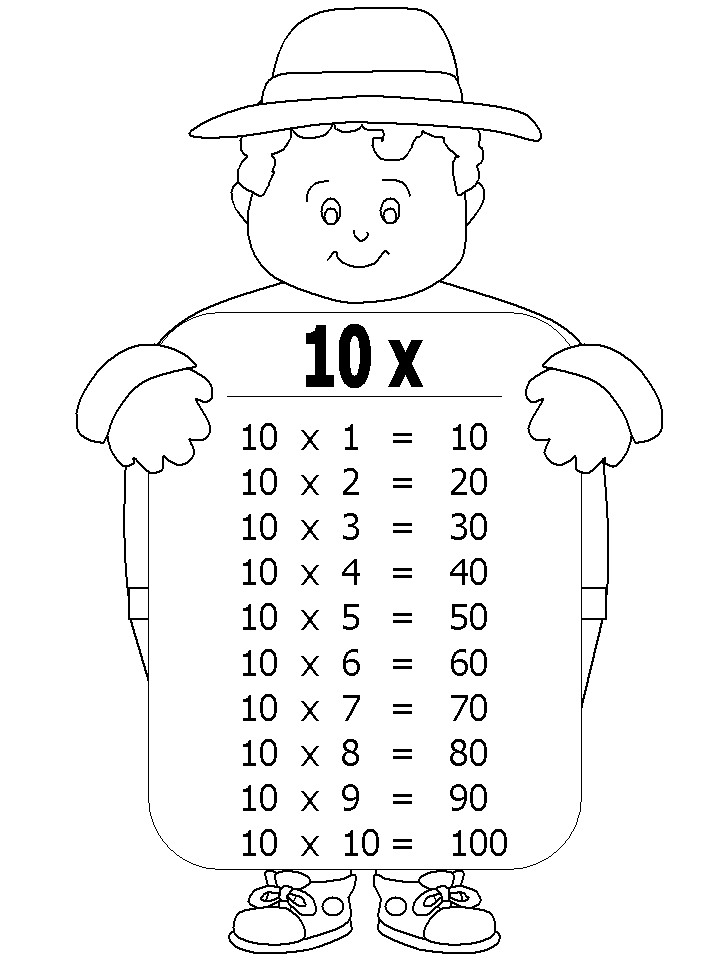 10 x
10 x 1 = 10
10 x 2 = 20
10 x 3 = 30
10 x 4 = 40
10 x 5 = 50
10 x 6 = 60
10 x 7 = 70
10 x 8 = 80
10 x 9 = 90
10 x 10 = 100